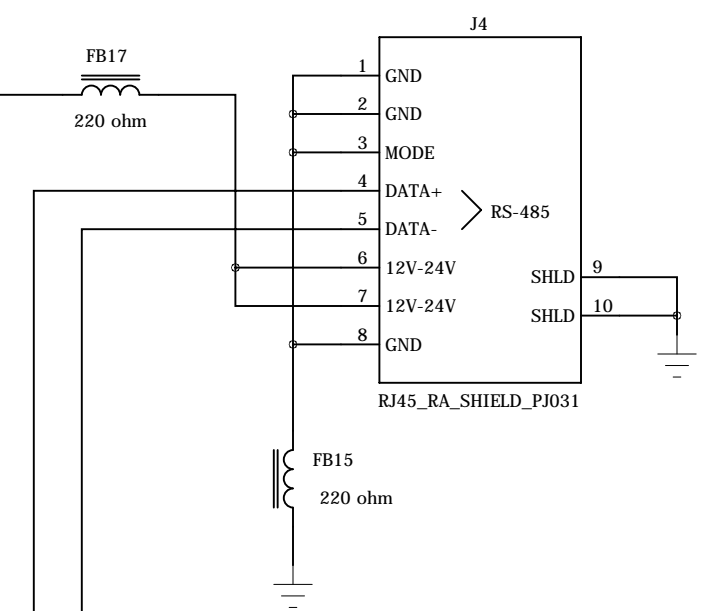 J4
FB17
220 ohm
1 GND
2 GND
3 MODE
4 DATA+
5 DATA-
RS-485
6 12V-24V
7 12V-24V
8 GND
SHLD 9
SHLD 10
RJ45_RA_SHIELD_PJ031
FB15
220 ohm